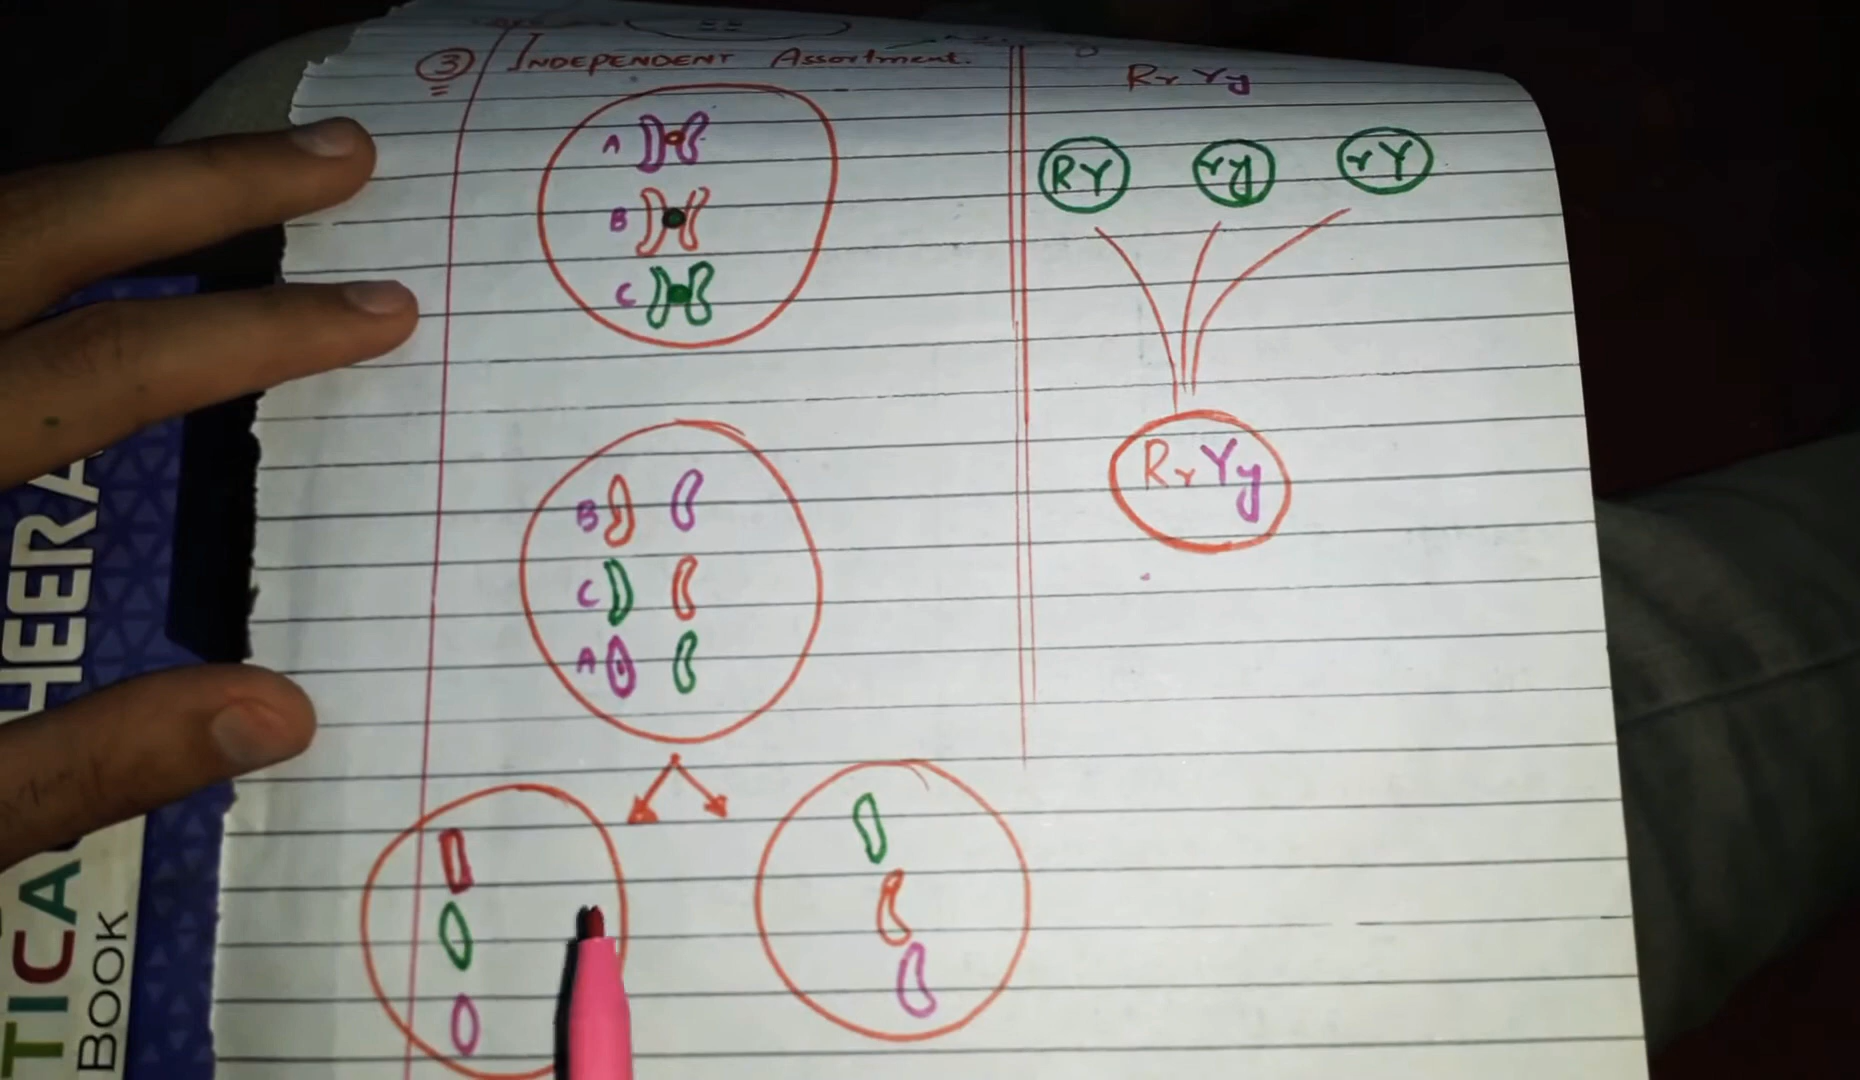 ③ INDEPENDENT Assortment.
A
B
C
B
C
A
Rr Yy
RY ry rY
RrYy
HEERA
TICA
BOOK